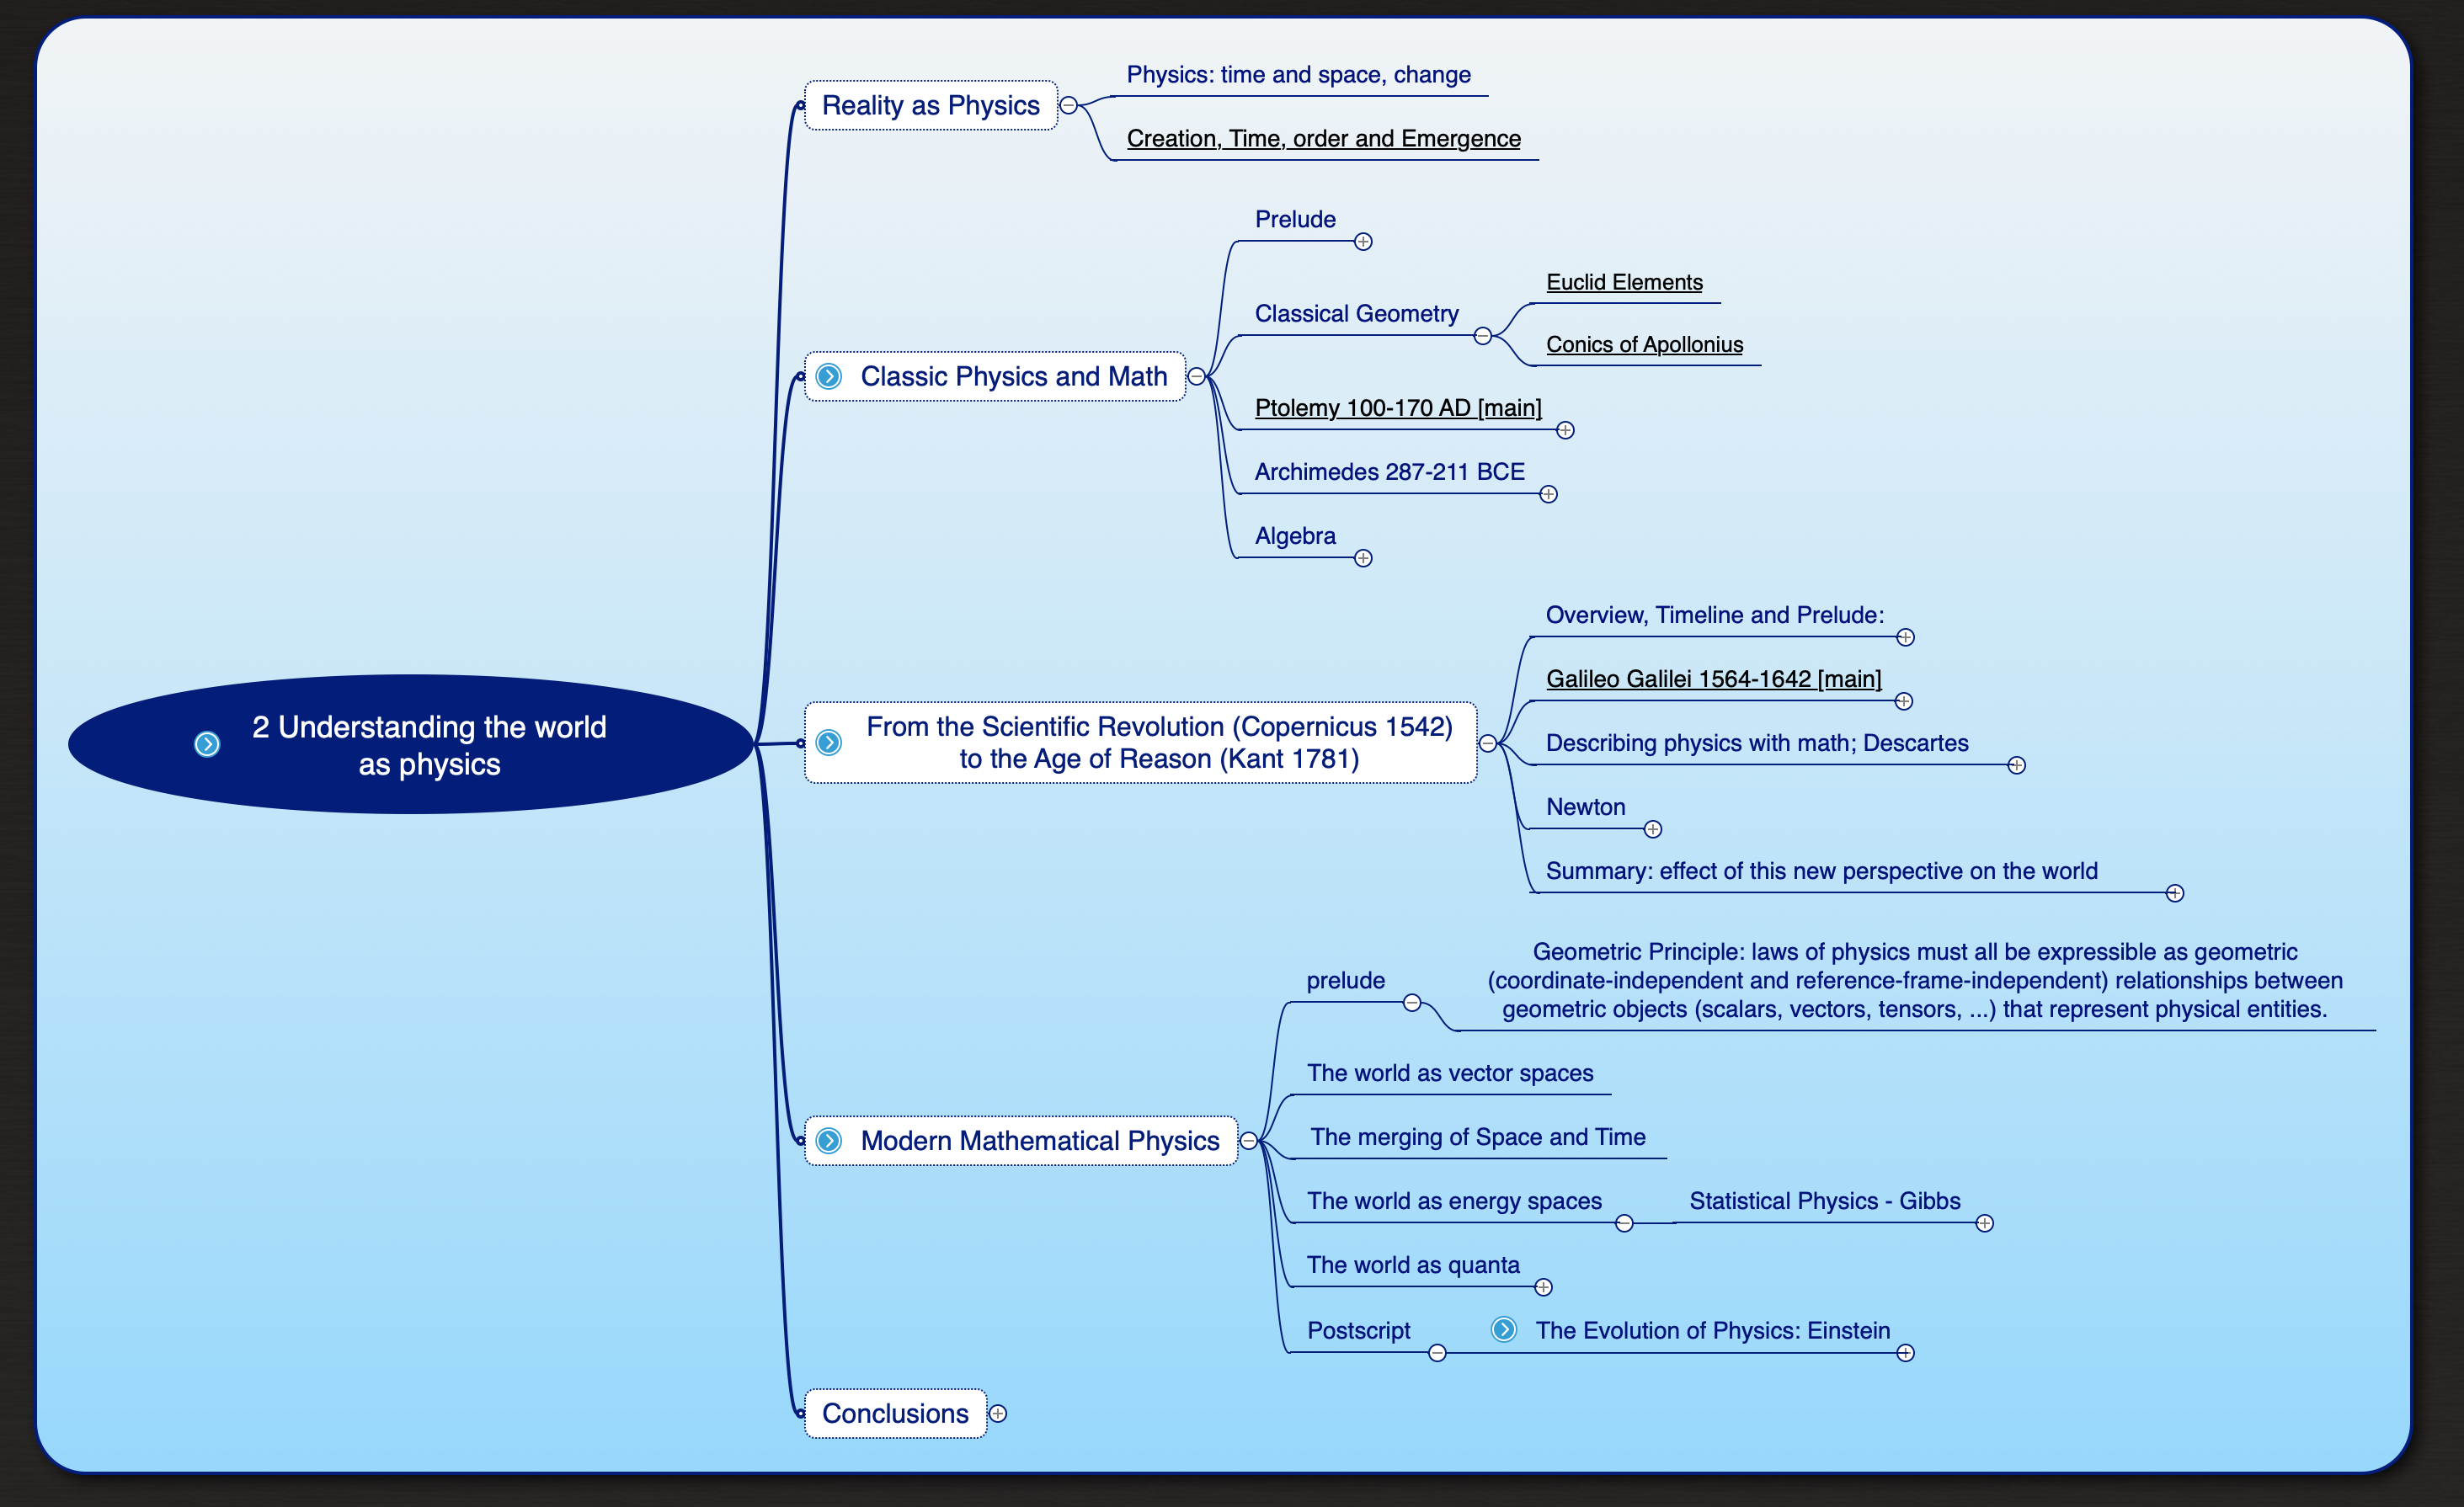 2 Understanding the world
as physics
Reality as Physics
Physics: time and space, change
Creation, Time, order and Emergence
Classic Physics and Math
Prelude
Classical Geometry
Euclid Elements
Conics of Apollonius
Ptolemy 100-170 AD [main]
Archimedes 287-211 BCE
Algebra
From the Scientific Revolution (Copernicus 1542)
to the Age of Reason (Kant 1781)
Overview, Timeline and Prelude:
Galileo Galilei 1564-1642 [main]
Describing physics with math; Descartes
Newton
Summary: effect of this new perspective on the world
Modern Mathematical Physics
prelude
Geometric Principle: laws of physics must all be expressible as geometric
(coordinate-independent and reference-frame-independent) relationships between
geometric objects (scalars, vectors, tensors, ...) that represent physical entities.
The world as vector spaces
The merging of Space and Time
The world as energy spaces
Statistical Physics - Gibbs
The world as quanta
Postscript
The Evolution of Physics: Einstein
Conclusions